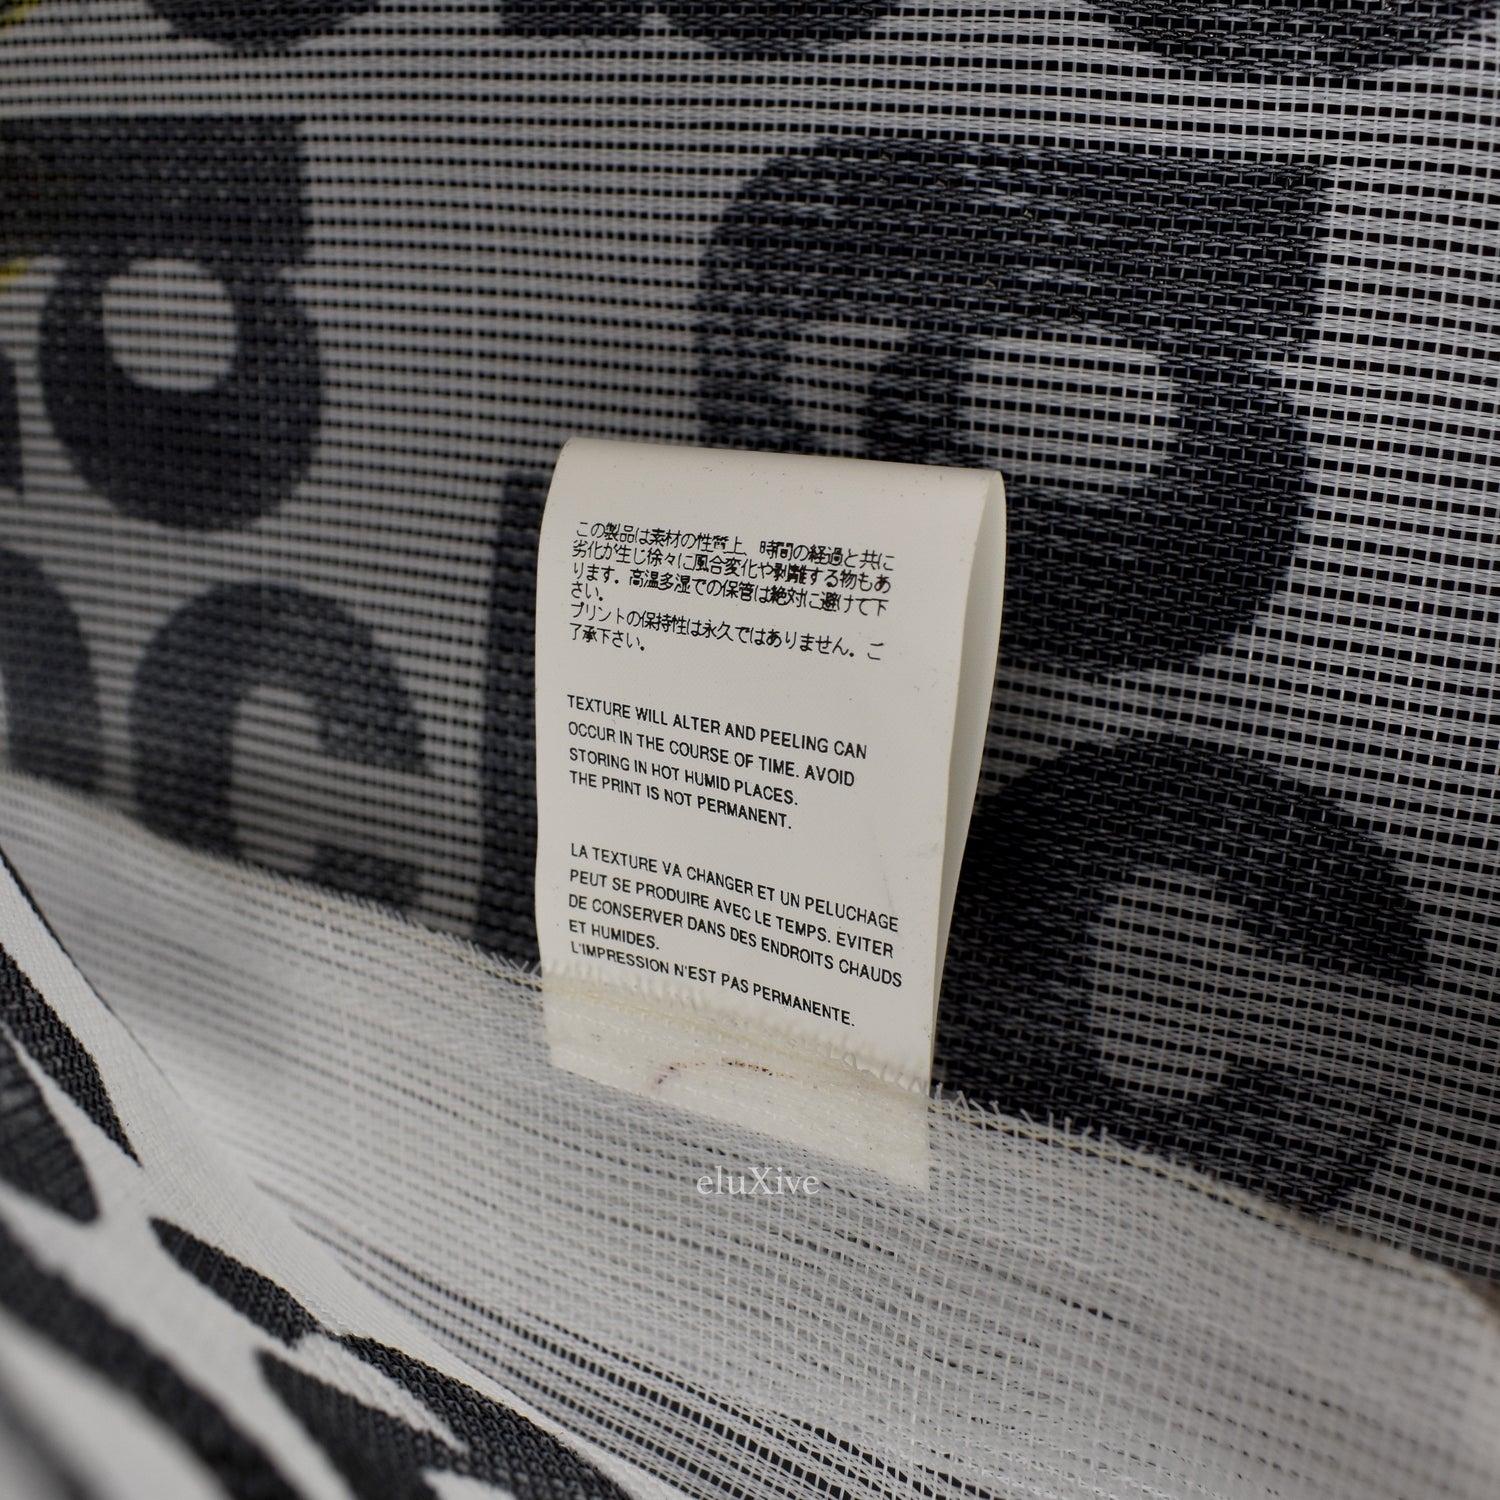 この製品は素材の性質上、時間の経過と共に
劣化が生じ徐々に風合変化や剥離する物もあ
ります。高温多湿での保管は絶対に避けて下
さい。
プリントの保持性は永久ではありません。ご
了承下さい。
TEXTURE WILL ALTER AND PEELING CAN
OCCUR IN THE COURSE OF TIME. AVOID
STORING IN HOT HUMID PLACES.
THE PRINT IS NOT PERMANENT.
LA TEXTURE VA CHANGER ET UN PELUCHAGE
PEUT SE PRODUIRE AVEC LE TEMPS. EVITER
DE CONSERVER DANS DES ENDROITS CHAUDS
ET HUMIDES.
L'IMPRESSION N'EST PAS PERMANENTE.
eluXive